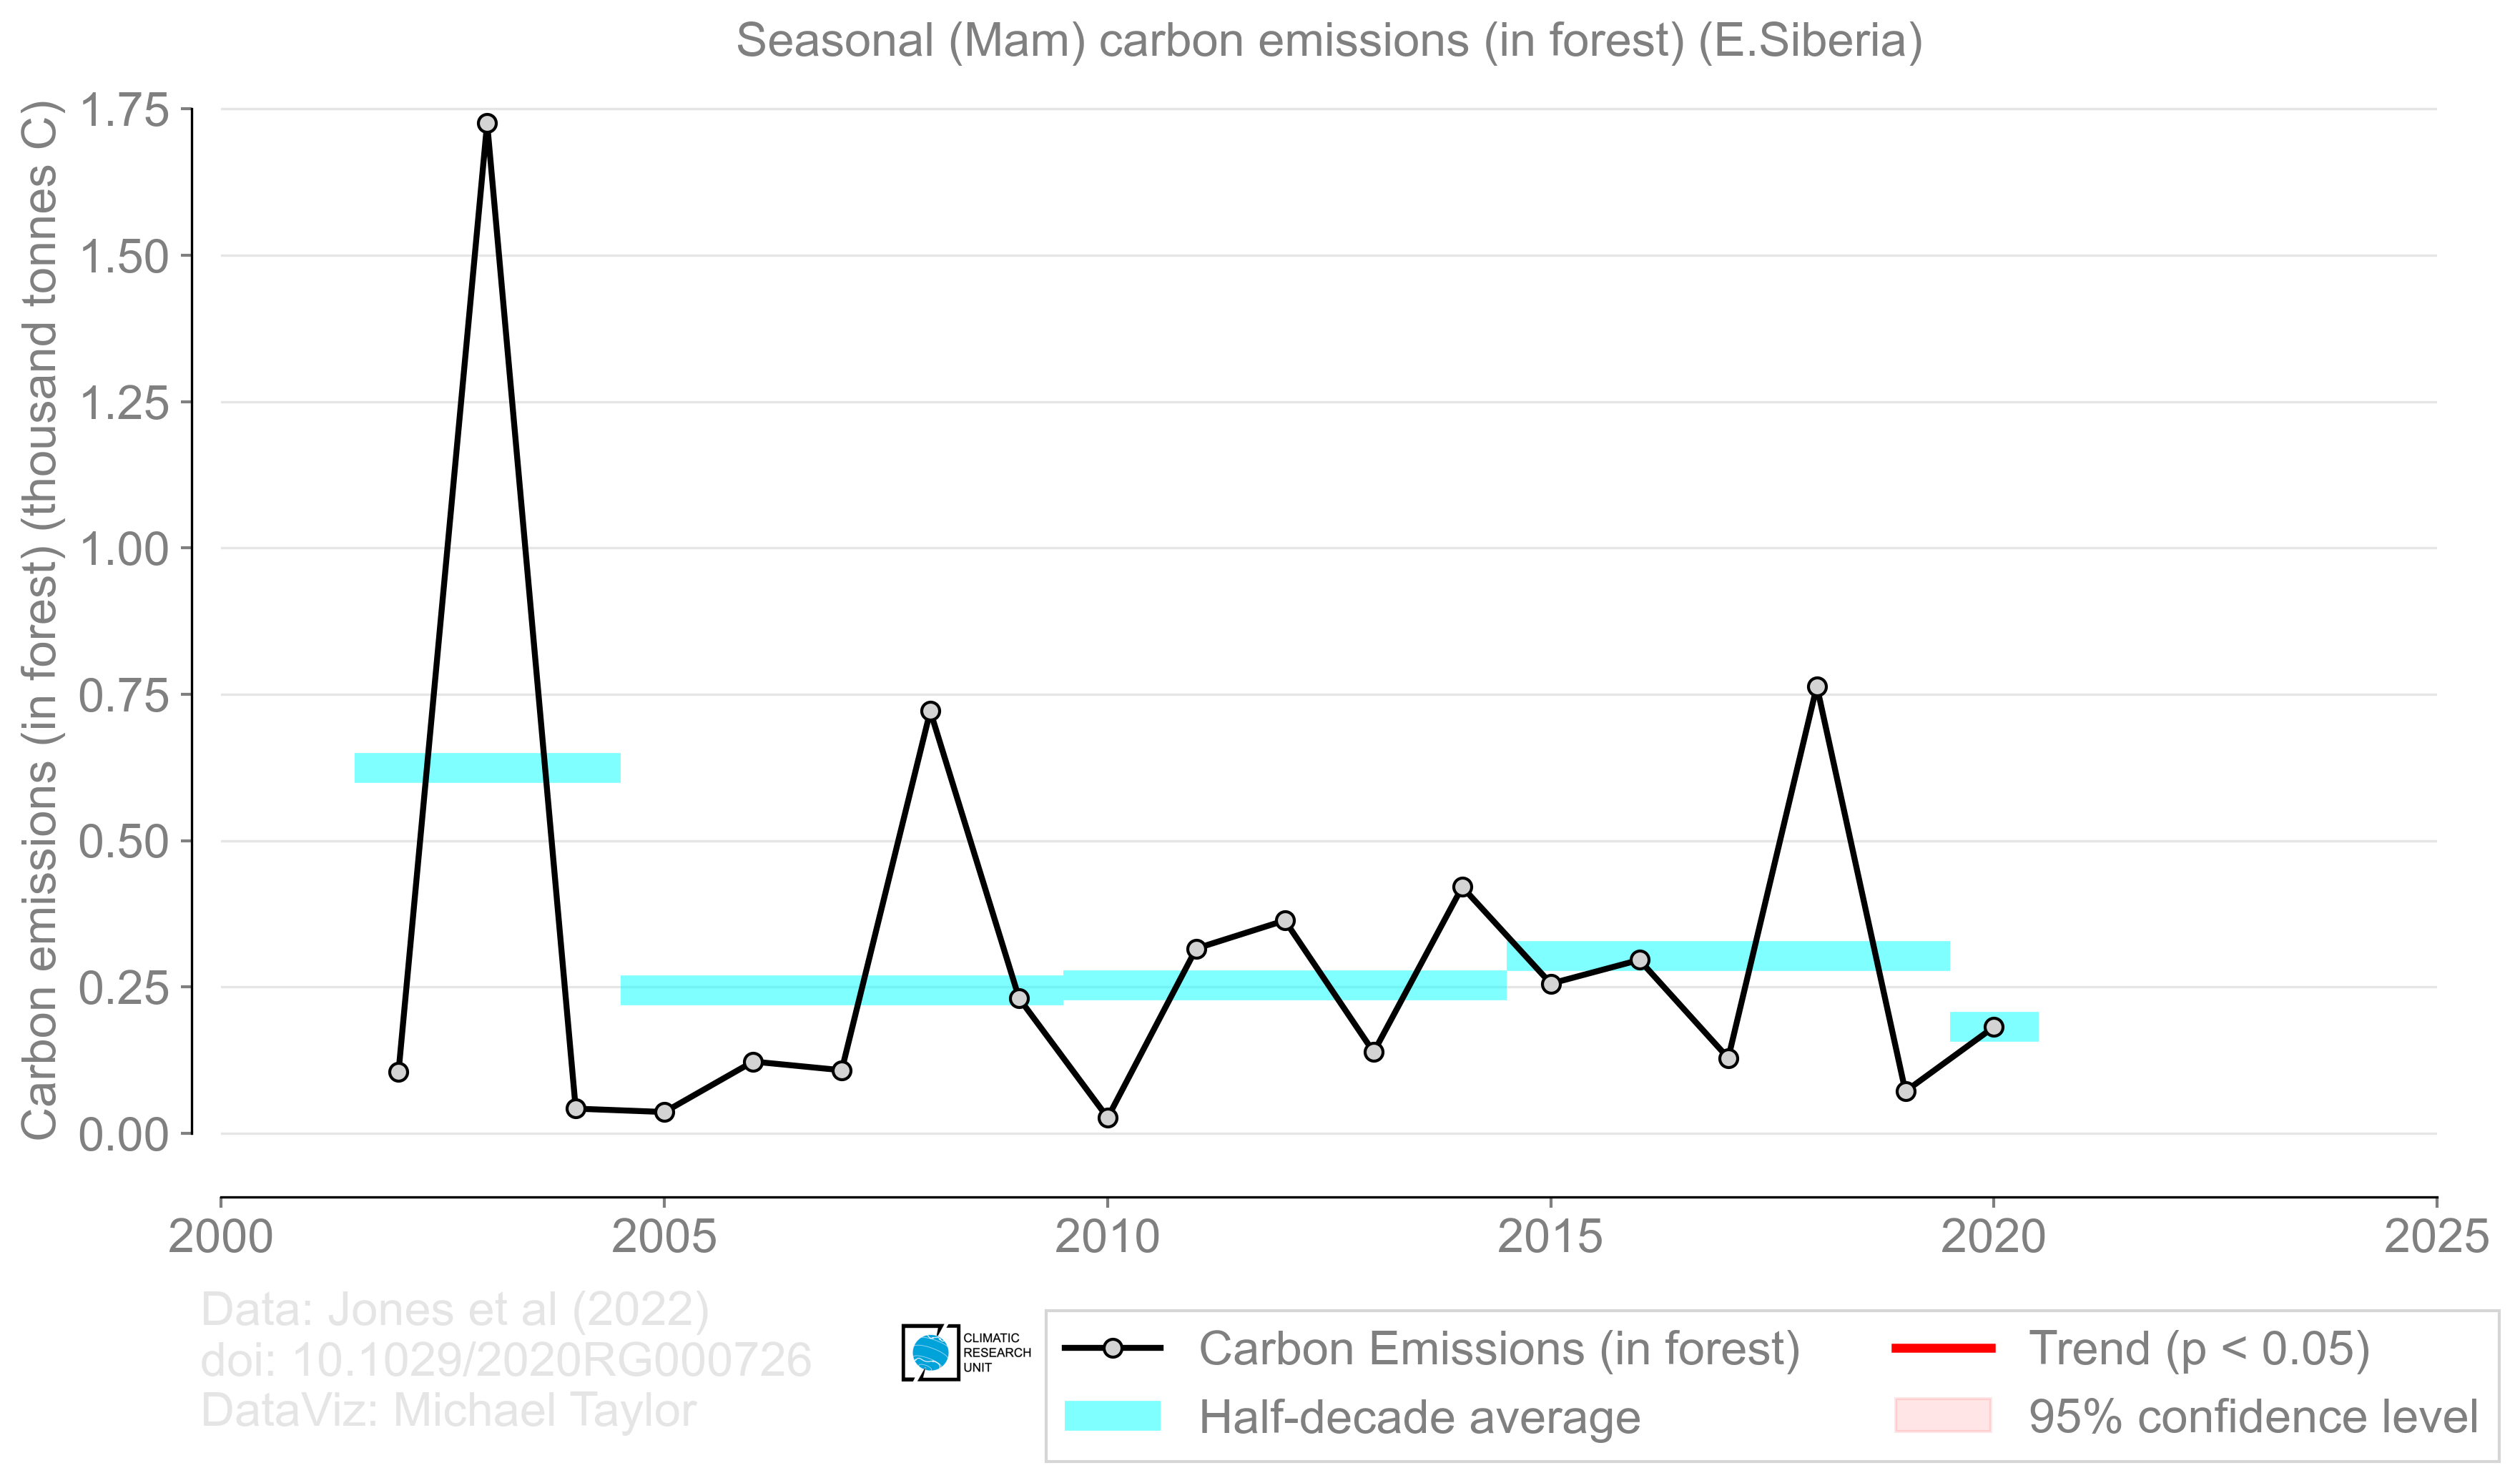 Seasonal (Mam) carbon emissions (in forest) (E.Siberia)
Carbon emissions (in forest) (thousand tonnes C)
1.75
1.50
1.25
1.00
0.75
0.50
0.25
0.00
2000
2005
2010
2015
2020
2025
Data: Jones et al (2022)
doi: 10.1029/2020RG000726
DataViz: Michael Taylor
CLIMATIC
RESEARCH
UNIT
Carbon Emissions (in forest)
Half-decade average
Trend (p < 0.05)
95% confidence level